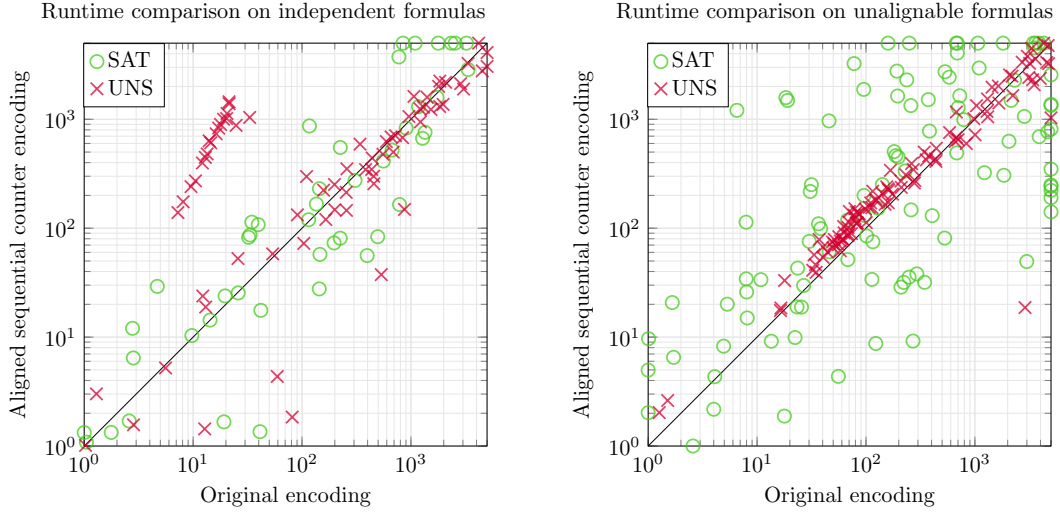 Runtime comparison on independent formulas
SAT
UNS
10^3
10^2
10^1
10^0
10^0 10^1 10^2 10^3
Aligned sequential counter encoding
Original encoding
Runtime comparison on unalignable formulas
SAT
UNS
10^3
10^2
10^1
10^0
10^0 10^1 10^2 10^3
Aligned sequential counter encoding
Original encoding